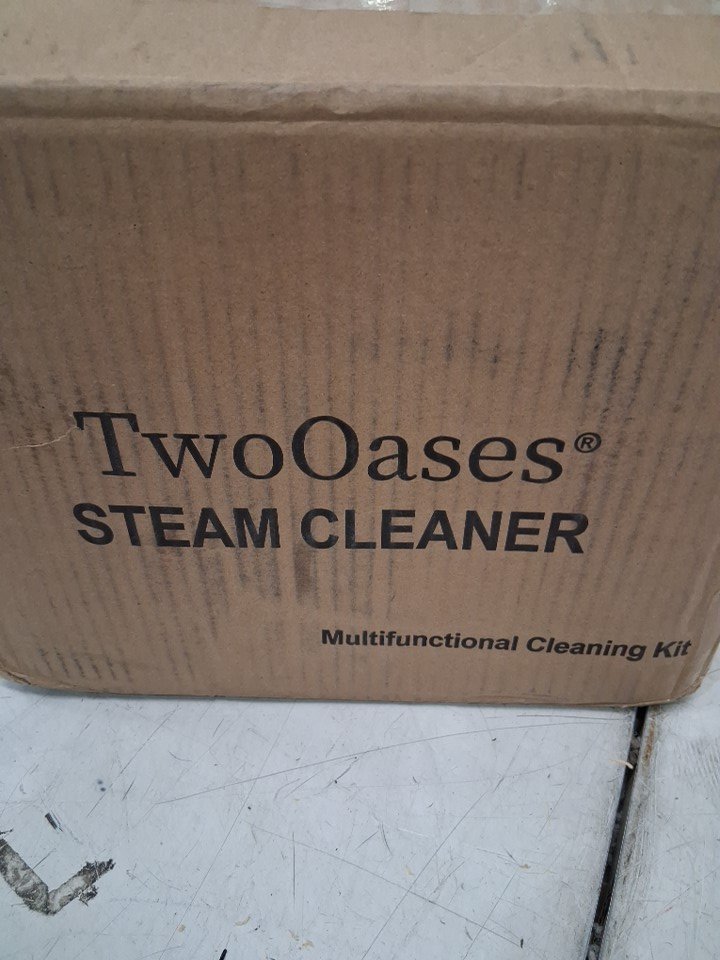 TwoOases®
STEAM CLEANER
Multifunctional Cleaning Kit